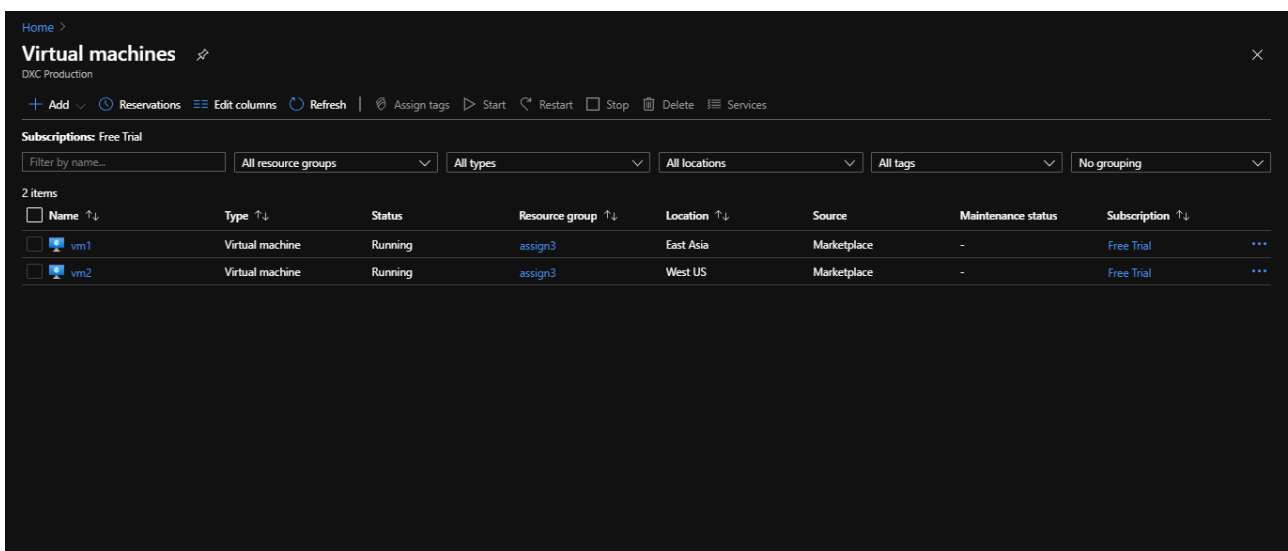 Home >
Virtual machines
DXC Production
Add Reservations Edit columns Refresh Assign tags Start Restart Stop Delete Services
Subscriptions: Free Trial
Filter by name... All resource groups All types All locations All tags No grouping
2 items
Name Type Status Resource group Location Source Maintenance status Subscription
vm1 Virtual machine Running assign3 East Asia Marketplace - Free Trial
vm2 Virtual machine Running assign3 West US Marketplace - Free Trial